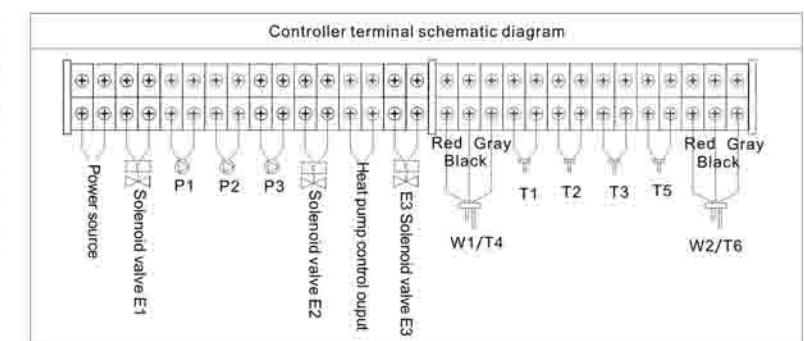 Controller terminal schematic diagram
Red Gray
Black
Red Gray
Black
Power source
Solenoid valve E1
P1
P2
P3
Solenoid valve E2
Heat pump control ouput
E3 Solenoid valve E3
W1/T4
T1
T2
T3
T5
W2/T6